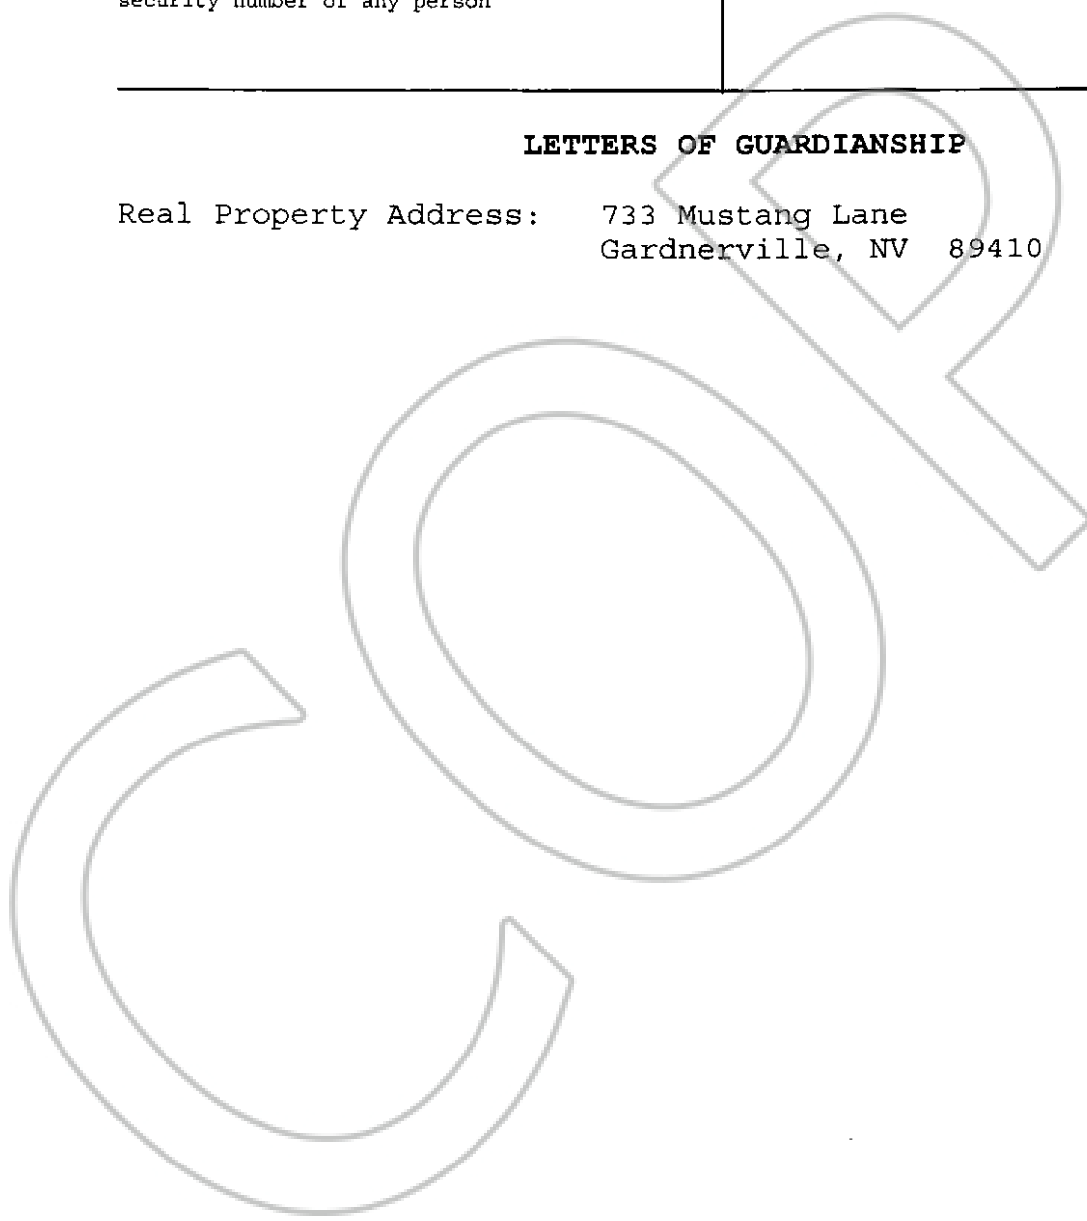 security number of any person
LETTERS OF GUARDIANSHIP
Real Property Address: 733 Mustang Lane
Gardnerville, NV 89410
COP